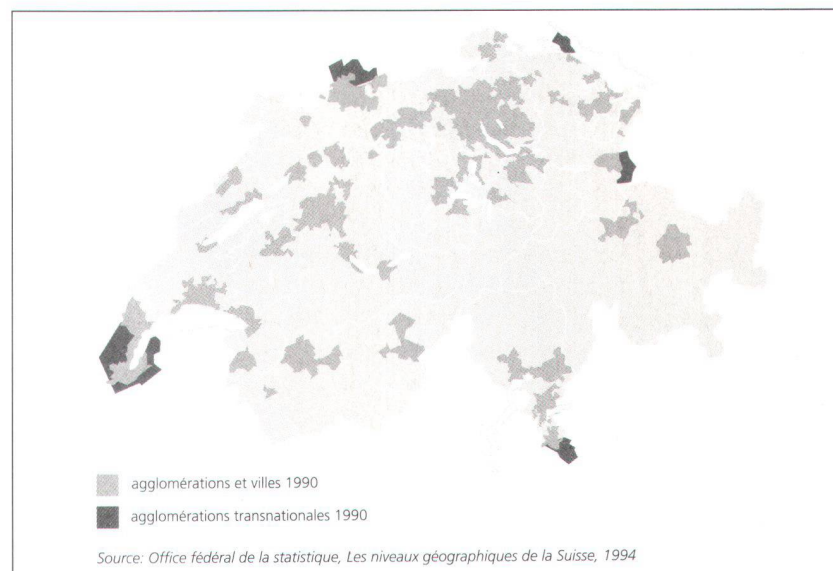 agglomérations et villes 1990
agglomérations transnationales 1990
Source: Office fédéral de la statistique, Les niveaux géographiques de la Suisse, 1994